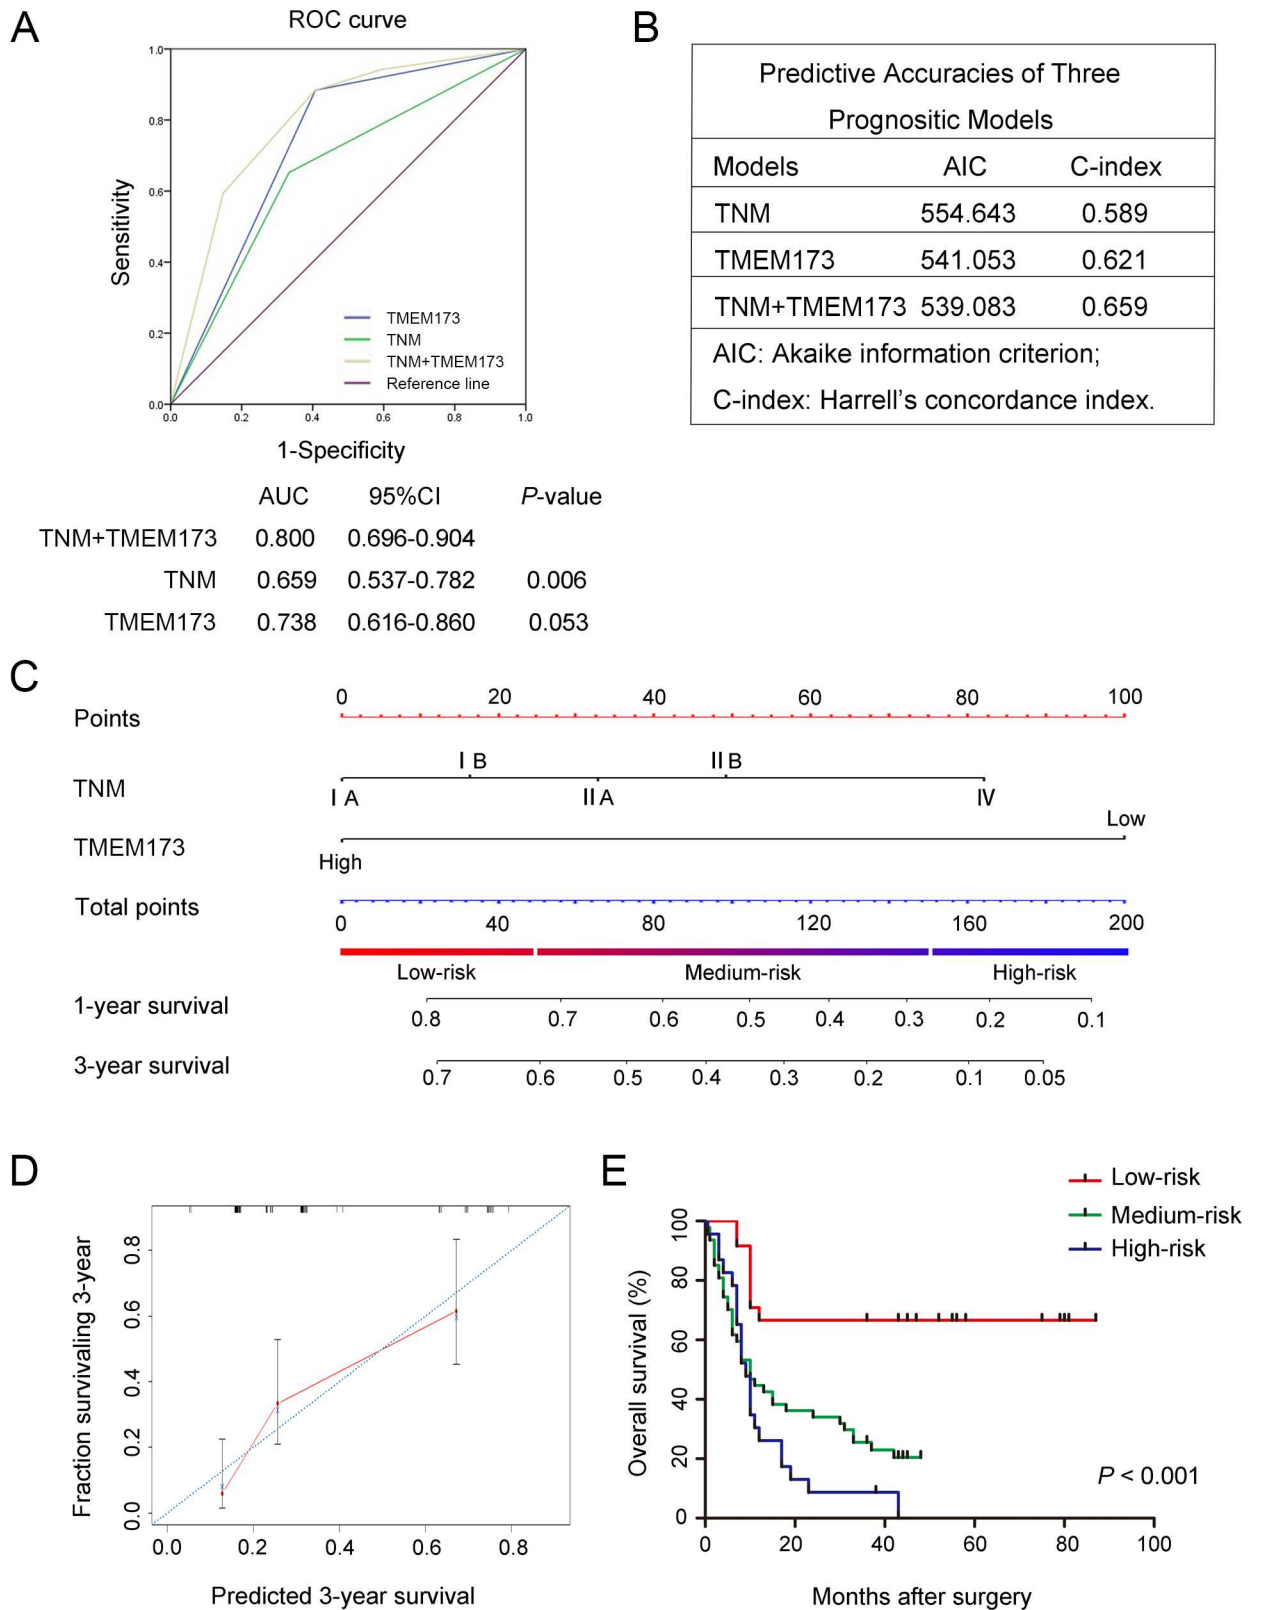 A
ROC curve
1.0
0.8
0.6
0.4
0.2
0.0
Sensitivity
TMEM173
TNM
TNM+TMEM173
Reference line
0.0 0.2 0.4 0.6 0.8 1.0
1-Specificity
AUC 95%CI P-value
TNM+TMEM173 0.800 0.696-0.904
TNM 0.659 0.537-0.782 0.006
TMEM173 0.738 0.616-0.860 0.053
B
Predictive Accuracies of Three
Prognositic Models
Models AIC C-index
TNM 554.643 0.589
TMEM173 541.053 0.621
TNM+TMEM173 539.083 0.659
AIC: Akaike information criterion;
C-index: Harrell's concordance index.
C
0 20 40 60 80 100
Points
I B II B
TNM
I A II A IV
Low
TMEM173
High
Total points
0 40 80 120 160 200
Low-risk Medium-risk High-risk
1-year survival
0.8 0.7 0.6 0.5 0.4 0.3 0.2 0.1
3-year survival
0.7 0.6 0.5 0.4 0.3 0.2 0.1 0.05
D
Fraction survivaling 3-year
0.8
0.6
0.4
0.2
0.0
0.0 0.2 0.4 0.6 0.8
Predicted 3-year survival
E
Low-risk
Medium-risk
High-risk
Overall survival (%)
100
80
60
40
20
0
P < 0.001
0 20 40 60 80 100
Months after surgery